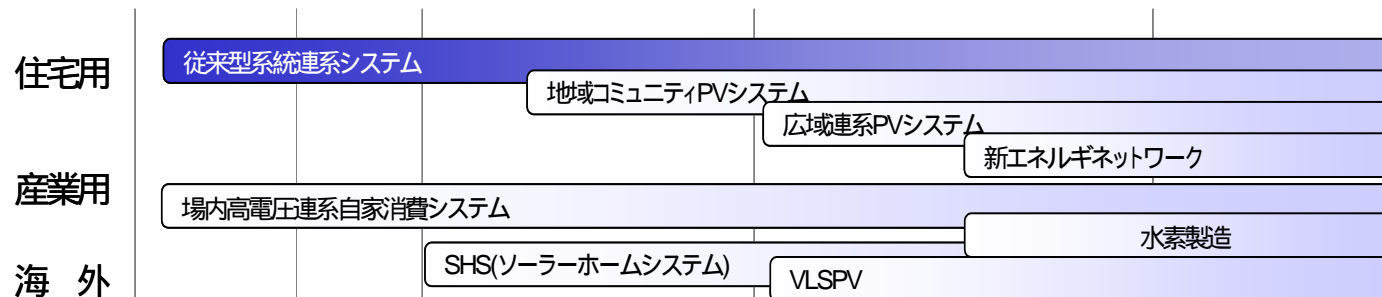 住宅用
従来型系統連系システム
地域コミュニティPVシステム
広域連系PVシステム
新エネルギネットワーク
産業用
場内高電圧連系自家消費システム
水素製造
海 外
SHS(ソーラーホームシステム)
VLSPV